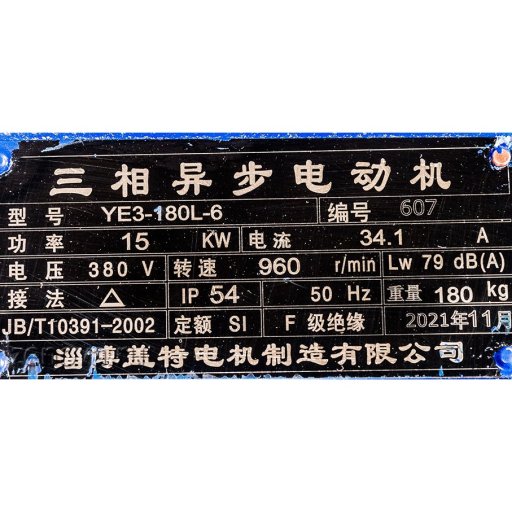 三相异步电动机
型号 YE3-180L-6 编号 607
功率 15 KW 电流 34.1 A
电压 380 V 转速 960 r/min Lw 79 dB(A)
接法 △ IP 54 50 Hz 重量 180 kg
JB/T10391-2002 定额 SI F 级绝缘 2021年11月
淄博盖特电机制造有限公司